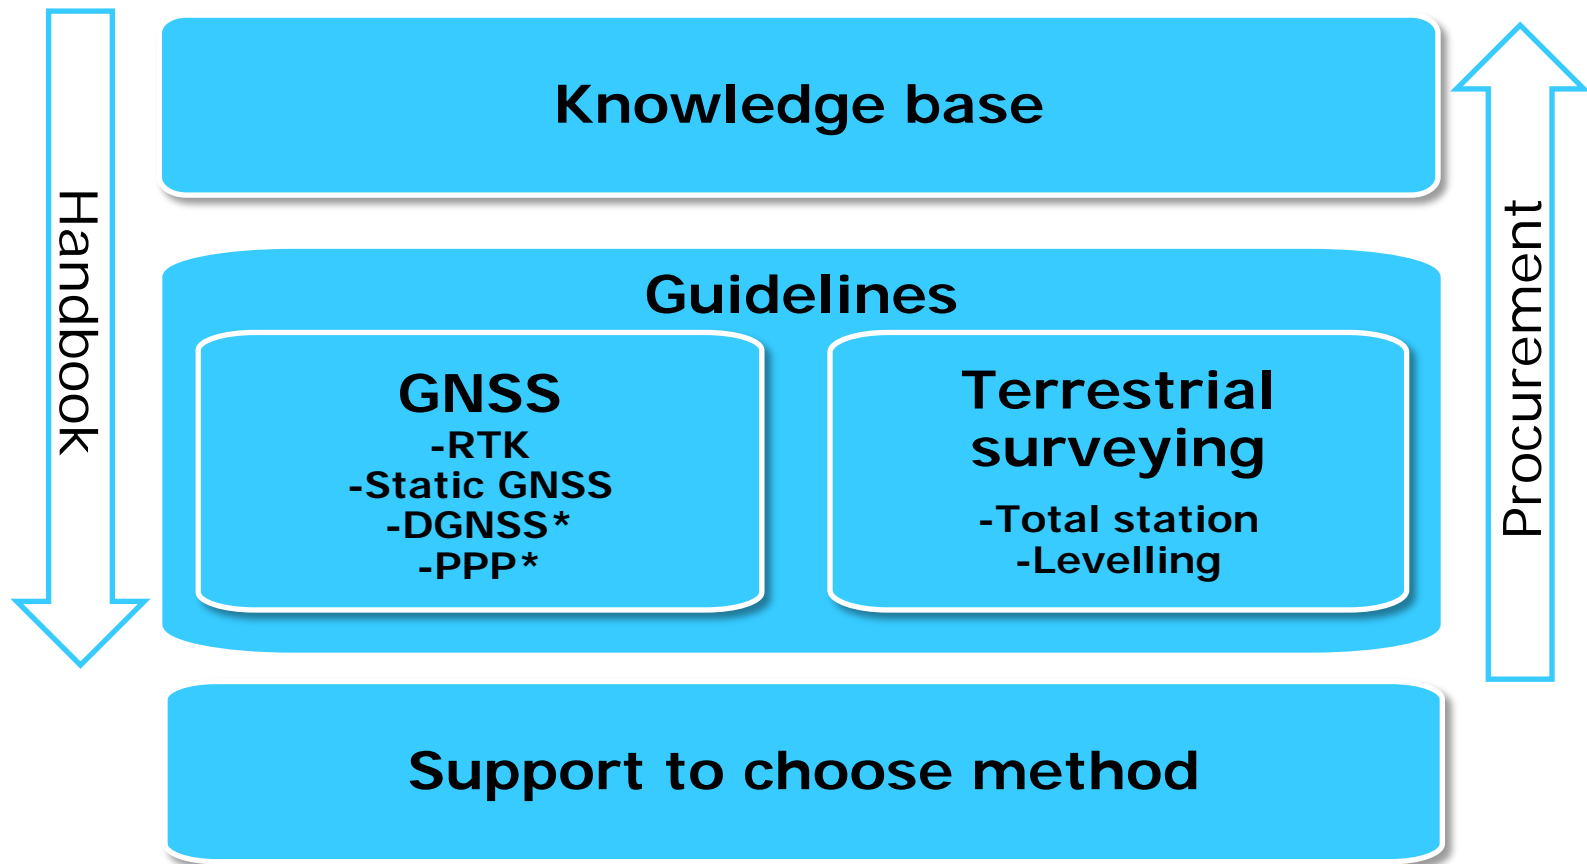 Handbook
Knowledge base
Procurement
Guidelines
GNSS
-RTK
-Static GNSS
-DGNSS*
-PPP*
Terrestrial
surveying
-Total station
-Levelling
Support to choose method